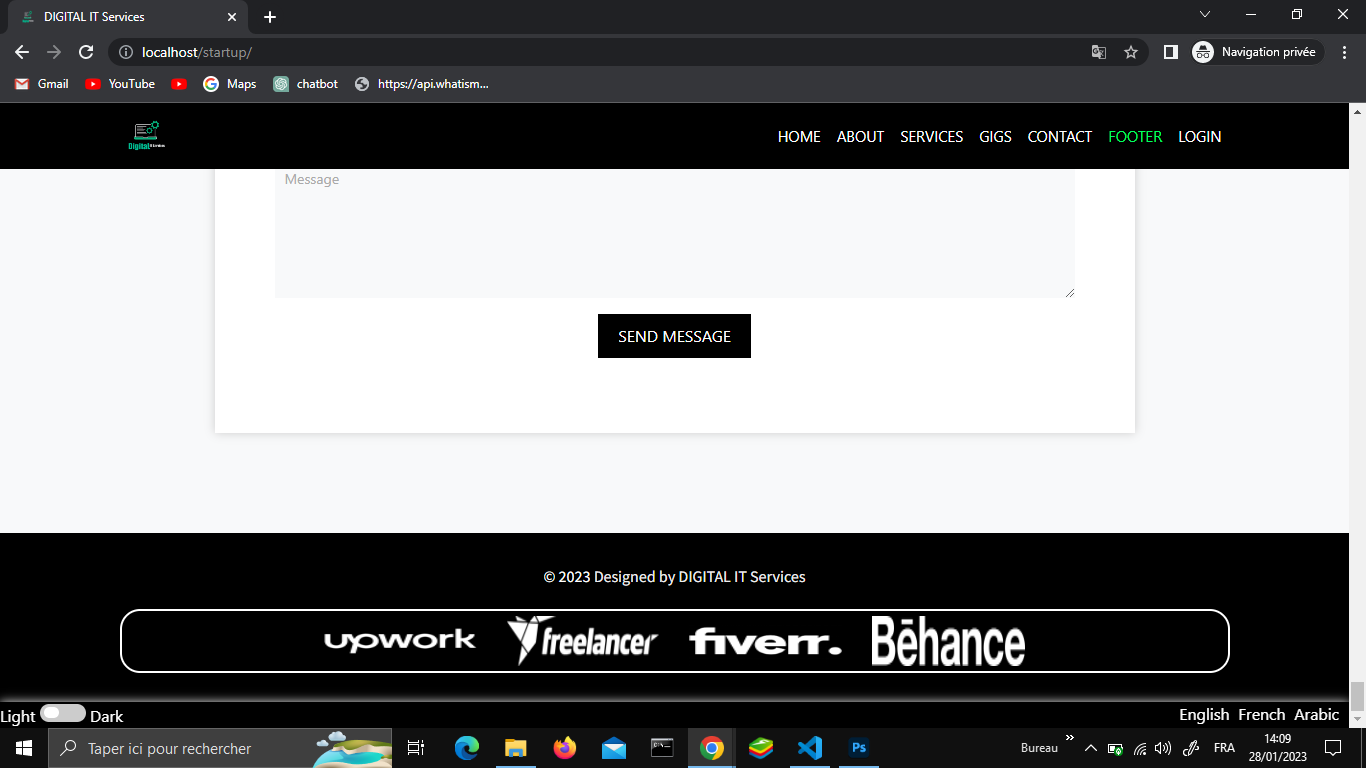 DIGITAL IT Services
localhost/startup/
Navigation privée
Gmail YouTube Maps chatbot https://api.whatism...
Digital
HOME ABOUT SERVICES GIGS CONTACT FOOTER LOGIN
Message
SEND MESSAGE
© 2023 Designed by DIGITAL IT Services
upwork freelancer fiverr. Bēhance
Light Dark English French Arabic
Taper ici pour rechercher
Ps
Bureau
FRA
14:09
28/01/2023